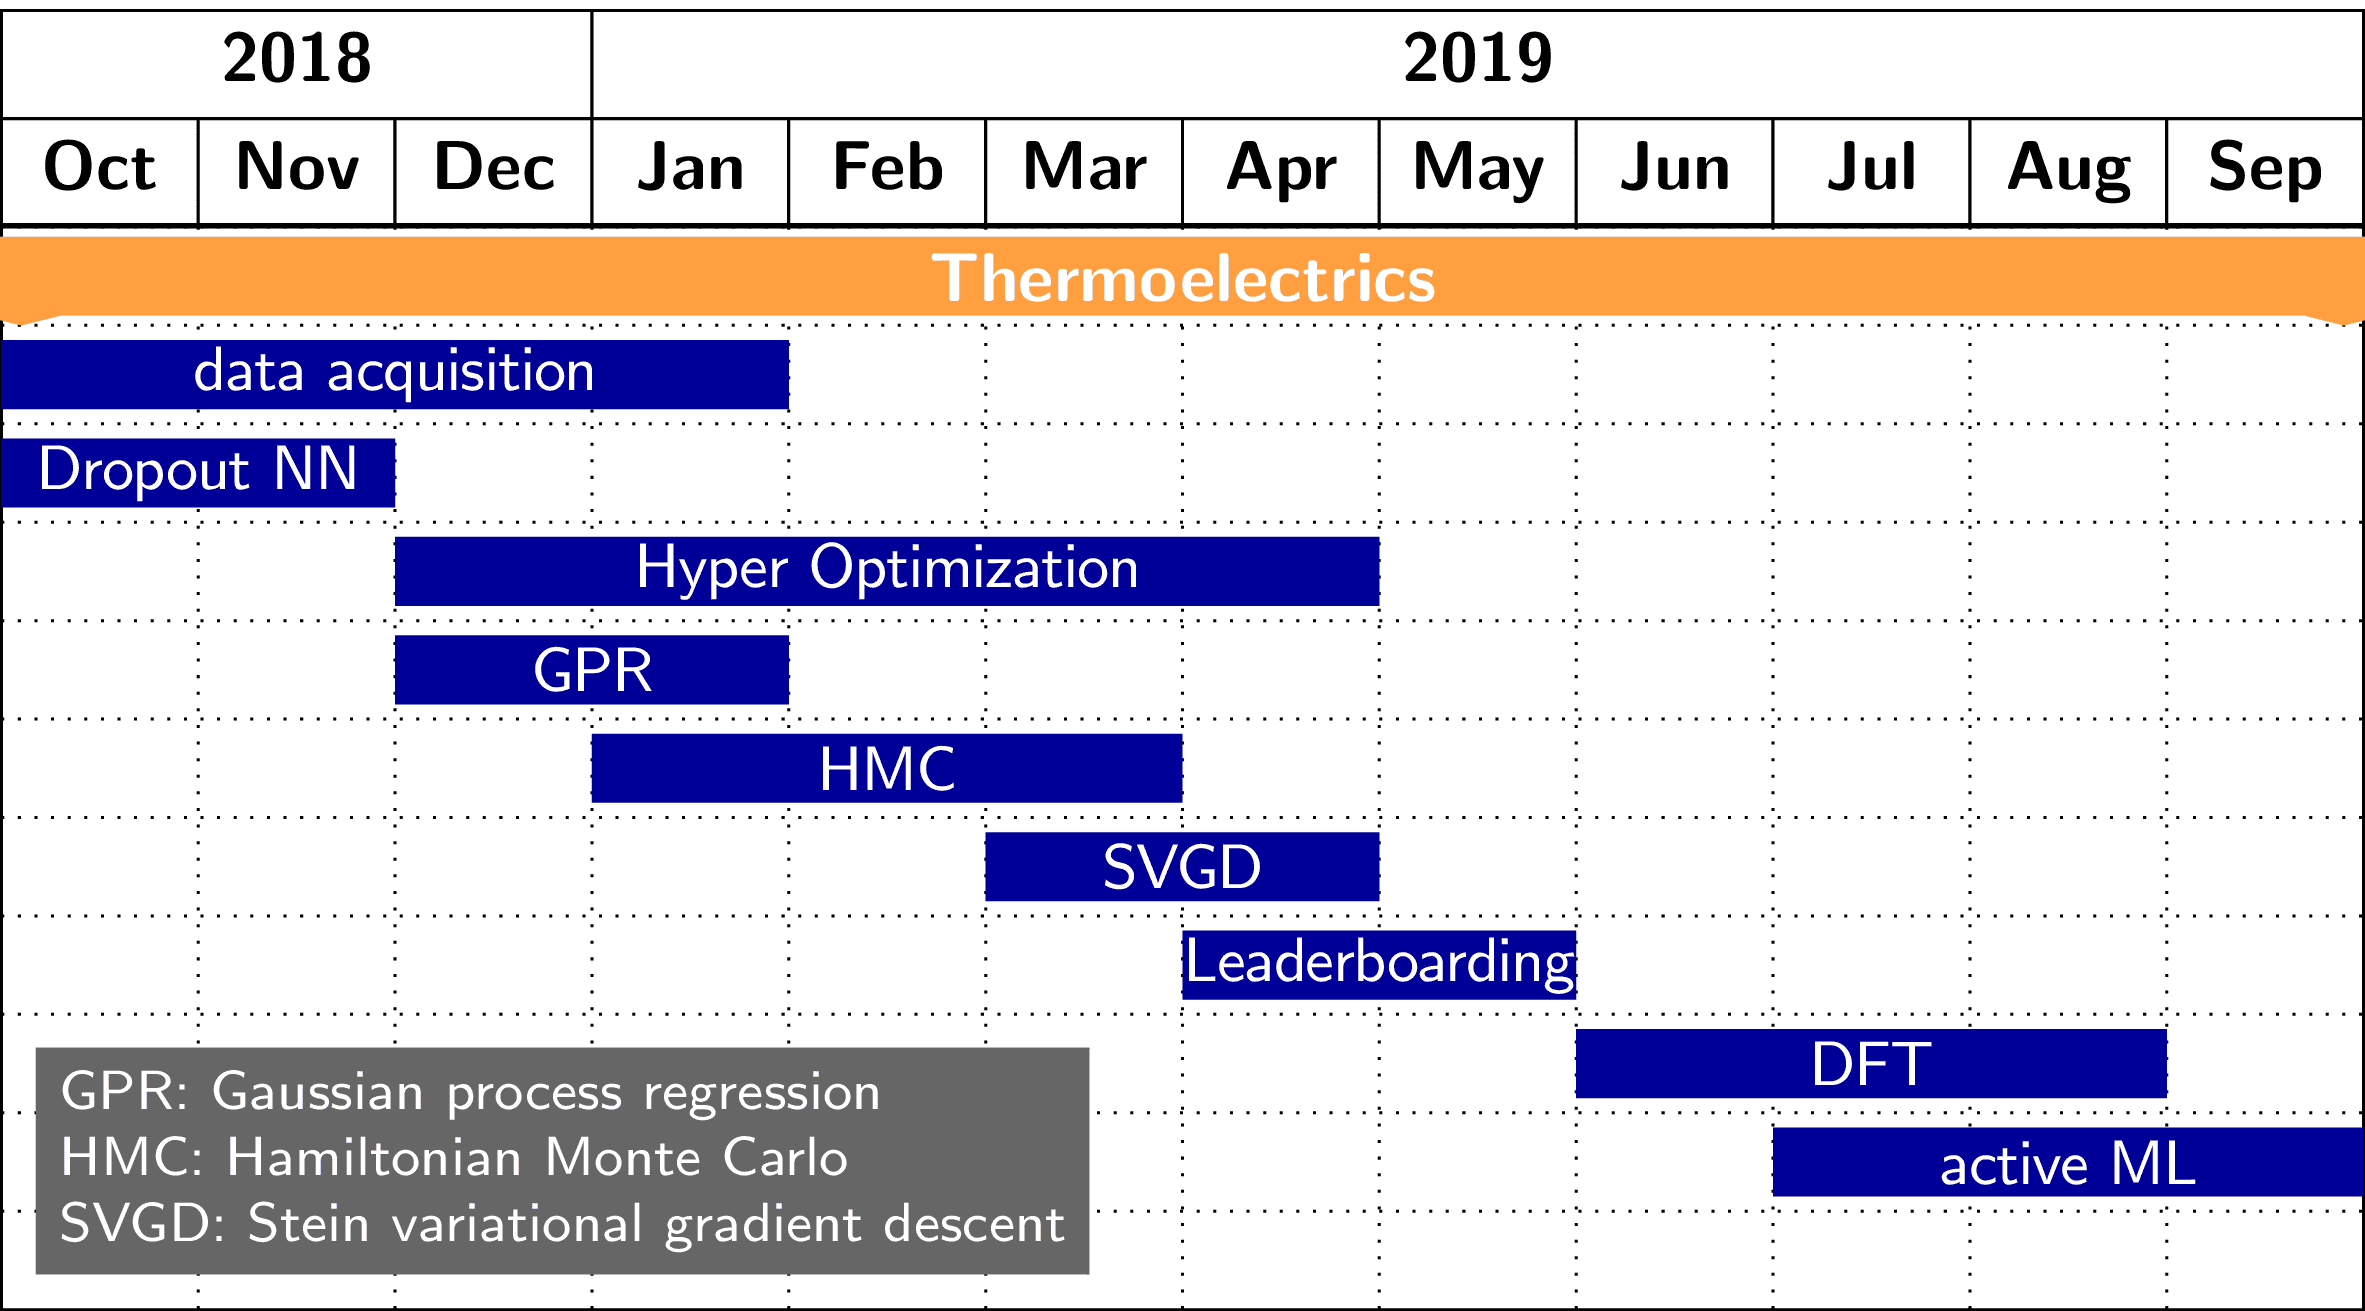 2018 2019
Oct Nov Dec Jan Feb Mar Apr May Jun Jul Aug Sep
Thermoelectrics
data acquisition
Dropout NN
Hyper Optimization
GPR
HMC
SVGD
Leaderboarding
DFT
active ML
GPR: Gaussian process regression
HMC: Hamiltonian Monte Carlo
SVGD: Stein variational gradient descent